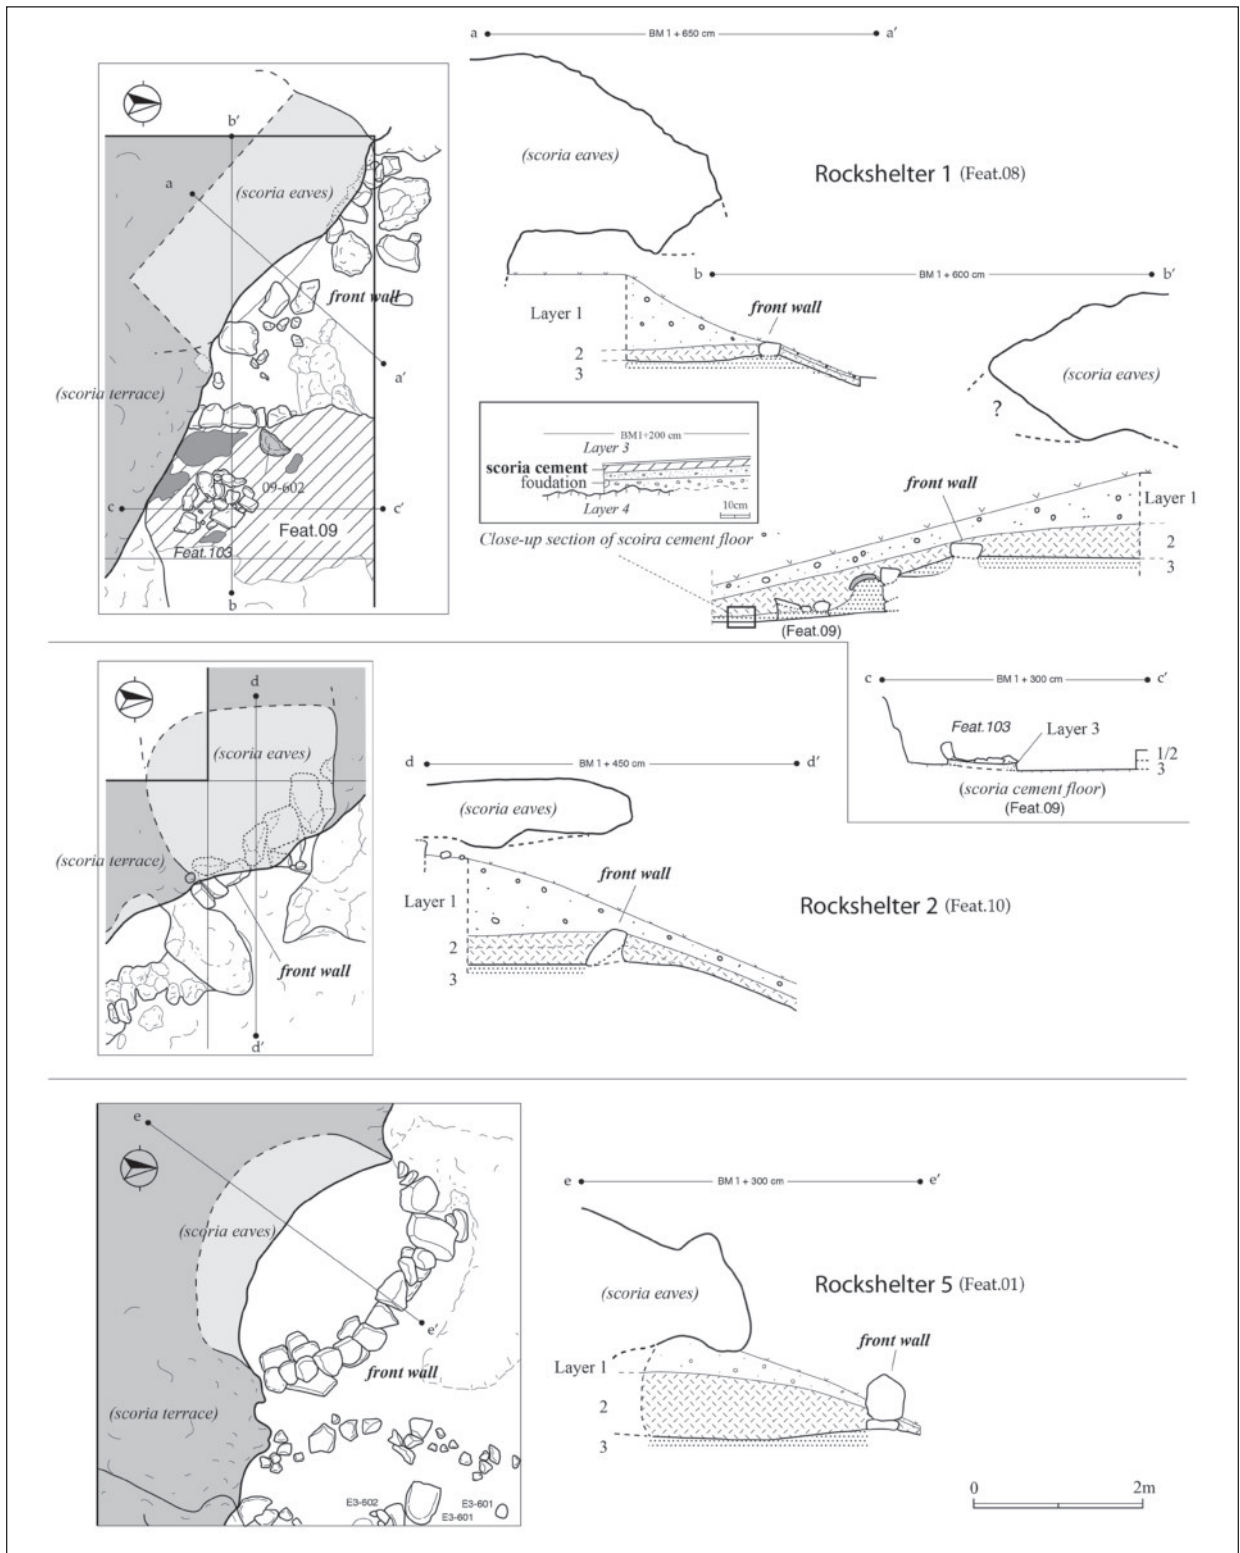 a BM 1 + 650 cm a'
b'
a
(scoria eaves)
(scoria eaves)
Rockshelter 1 (Feat.08)
b BM 1 + 600 cm b'
front wall
Layer 1
front wall
2
3
a'
(scoria terrace)
(scoria eaves)
?
BM1+200 cm
Layer 3
scoria cement
foudation
Layer 4
10cm
Close-up section of scoira cement floor
front wall
Layer 1
2
3
09-602
c c'
Feat.09
Feat.103
b
(Feat.09)
d
(scoria eaves)
(scoria terrace)
front wall
d'
d BM 1 + 450 cm d'
(scoria eaves)
front wall
Layer 1
2
3
Rockshelter 2 (Feat.10)
c BM 1 + 300 cm c'
Feat.103
Layer 3
1/2
3
(scoria cement floor)
(Feat.09)
e
(scoria eaves)
e'
front wall
(scoria terrace)
E3-602
E3-601
E3-601
e BM 1 + 300 cm e'
(scoria eaves)
Rockshelter 5 (Feat.01)
front wall
Layer 1
2
3
0 2m